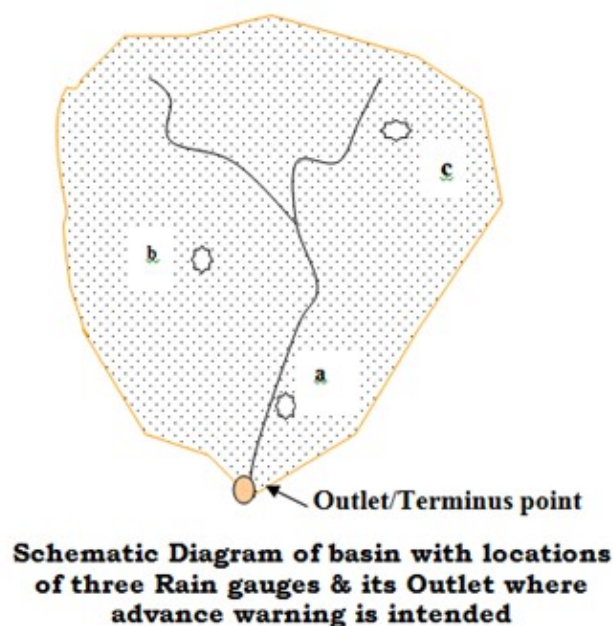 c
b
a
Outlet/Terminus point
Schematic Diagram of basin with locations
of three Rain gauges & its Outlet where
advance warning is intended